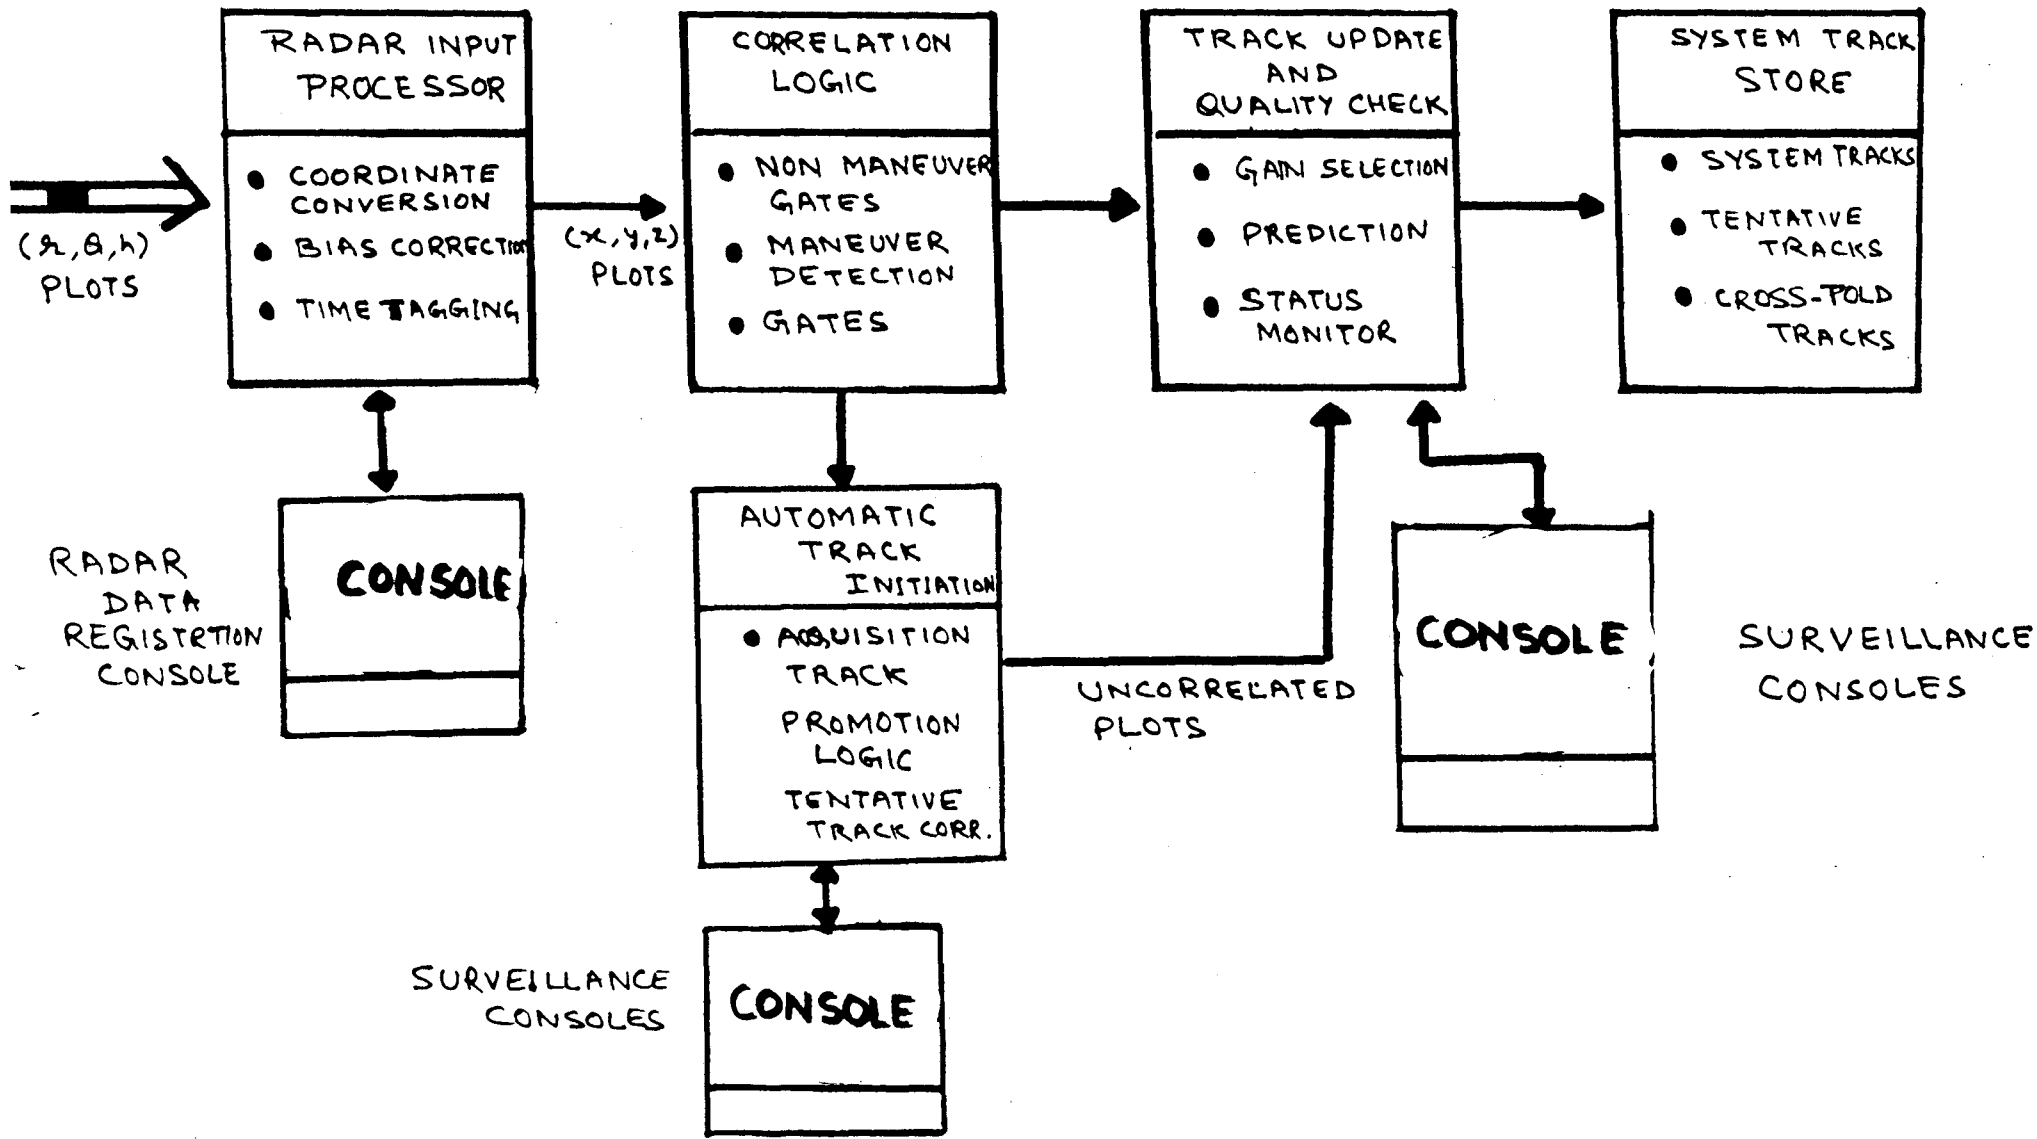 RADAR INPUT
PROCESSOR
COORDINATE
CONVERSION
BIAS CORRECTION
TIME TAGGING
(r, θ, h)
PLOTS
(x, y, z)
PLOTS
CORRELATION
LOGIC
NON MANEUVER
GATES
MANEUVER
DETECTION
GATES
TRACK UPDATE
AND
QUALITY CHECK
GAIN SELECTION
PREDICTION
STATUS
MONITOR
SYSTEM TRACK
STORE
SYSTEM TRACKS
TENTATIVE
TRACKS
CROSS-TOLD
TRACKS
RADAR
DATA
REGISTRTION
CONSOLE
CONSOLE
AUTOMATIC
TRACK
INITIATION
ACQUISITION
TRACK
PROMOTION
LOGIC
TENTATIVE
TRACK CORR.
UNCORRELATED
PLOTS
CONSOLE
SURVEILLANCE
CONSOLES
SURVEILLANCE
CONSOLES
CONSOLE